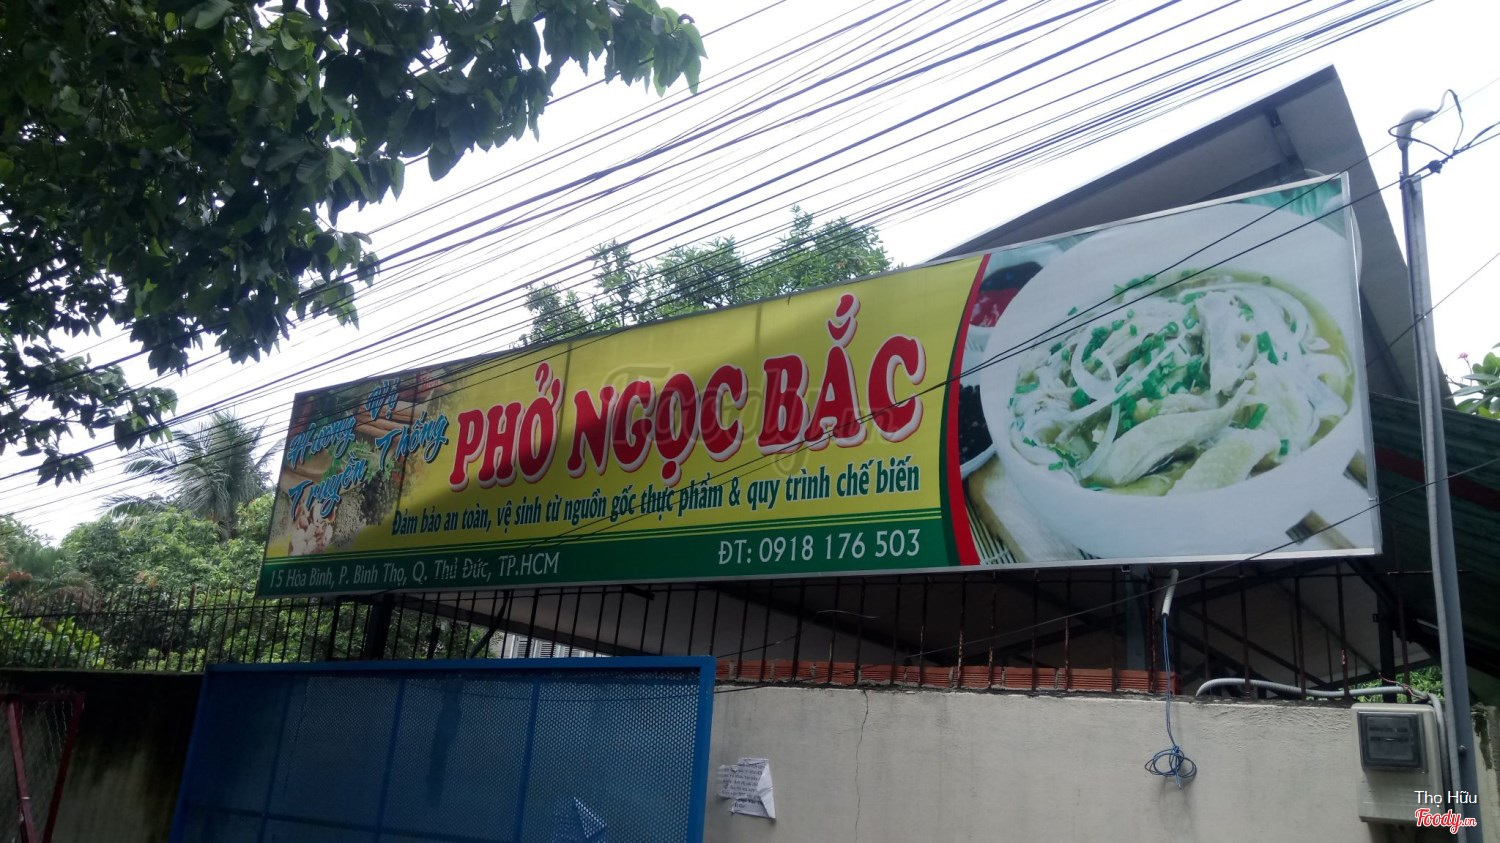 Hương Vị
Truyền Thống
PHỞ NGỌC BẮC
Đảm bảo an toàn, vệ sinh từ nguồn gốc thực phẩm & quy trình chế biến
15 Hòa Bình, P. Bình Thọ, Q. Thủ Đức, TP.HCM
ĐT: 0918 176 503
Foody.vn
Thọ Hữu
Foody.vn